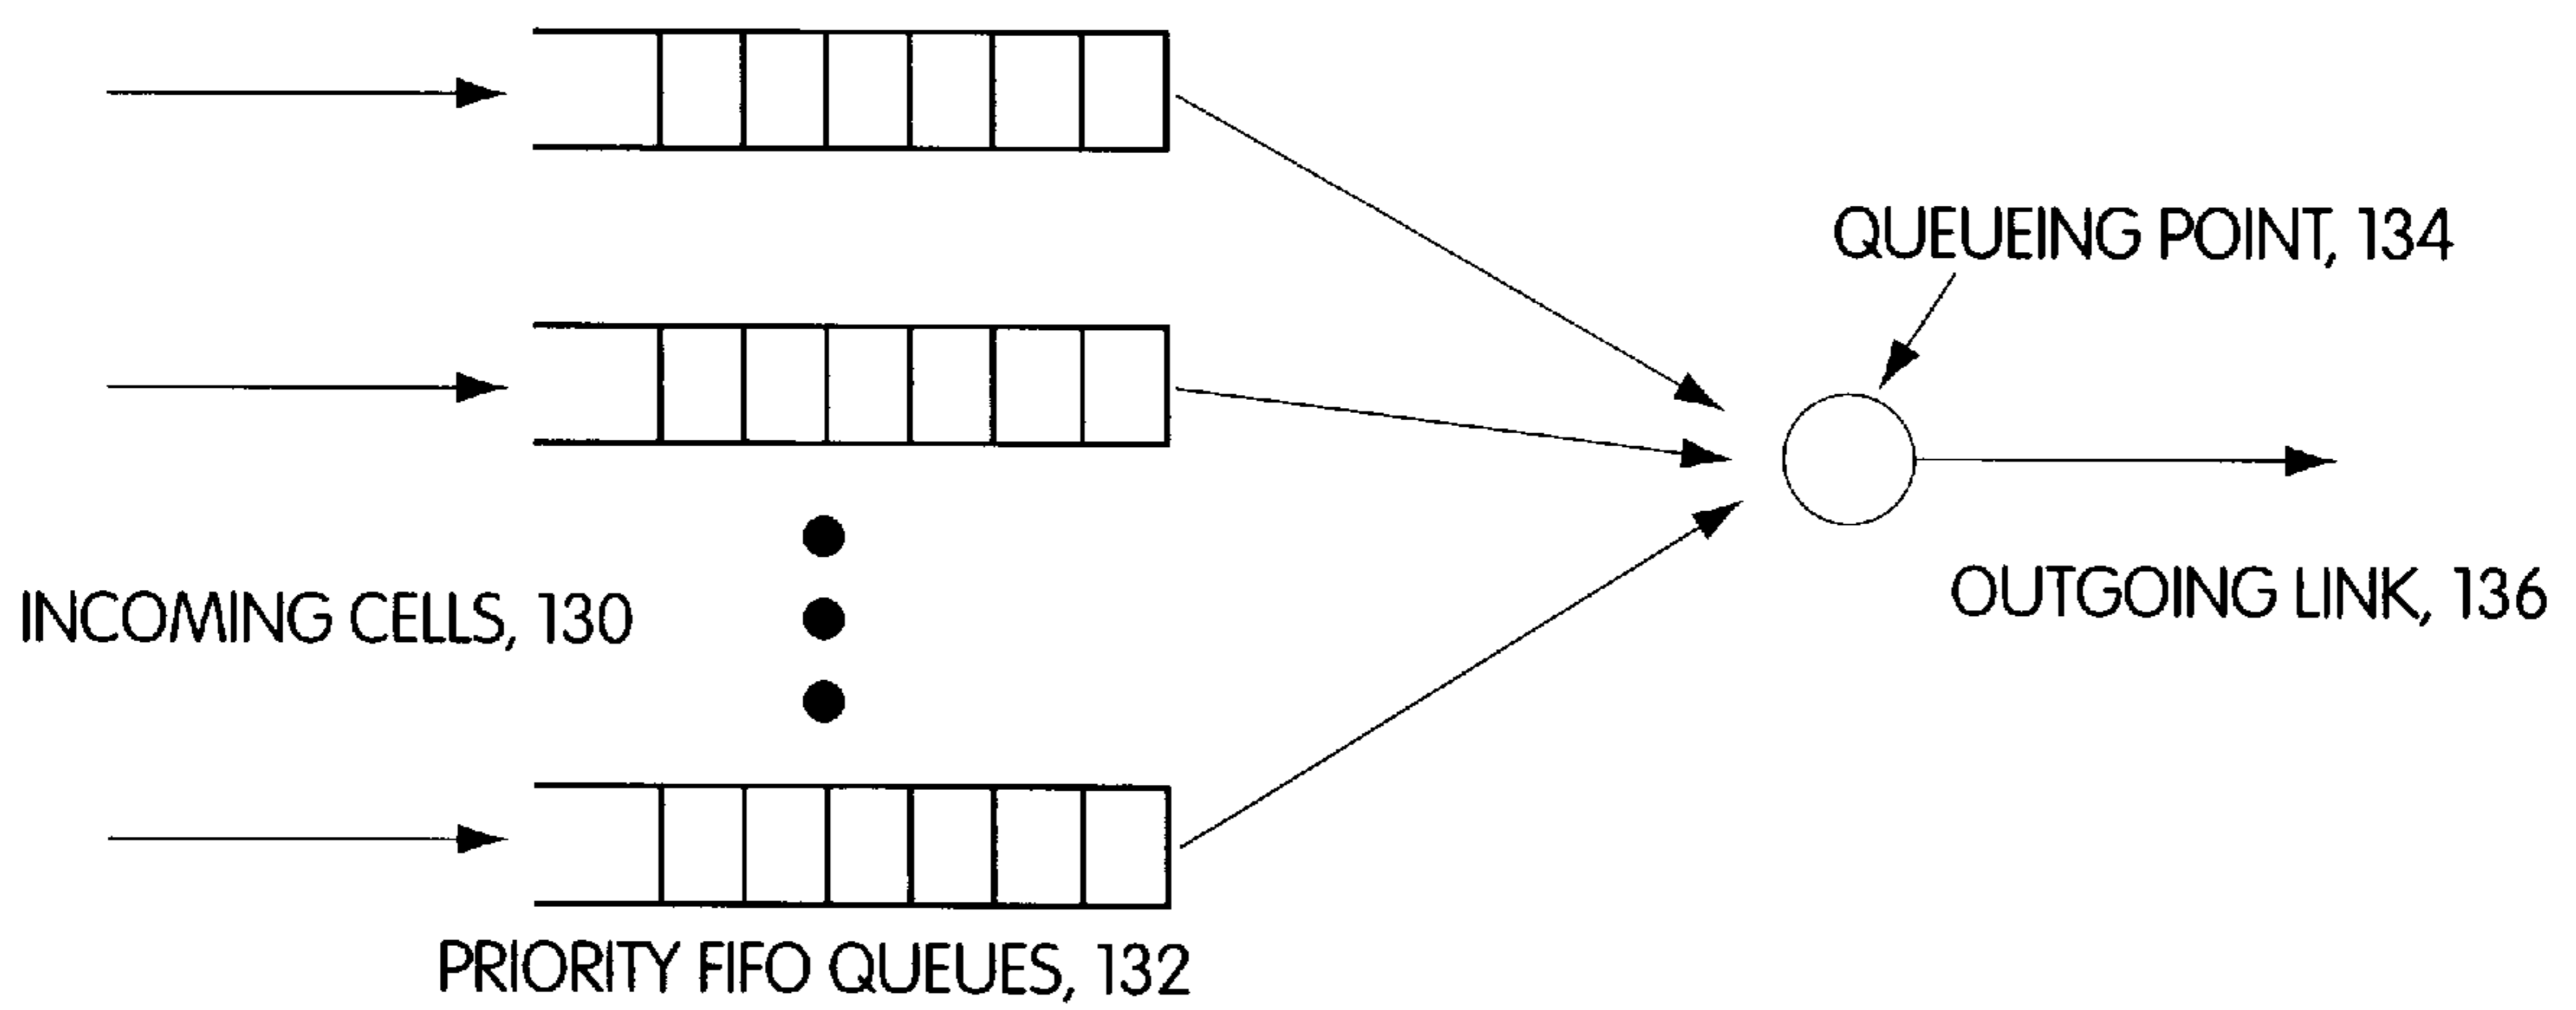 QUEUEING POINT, 134
INCOMING CELLS, 130
OUTGOING LINK, 136
PRIORITY FIFO QUEUES, 132